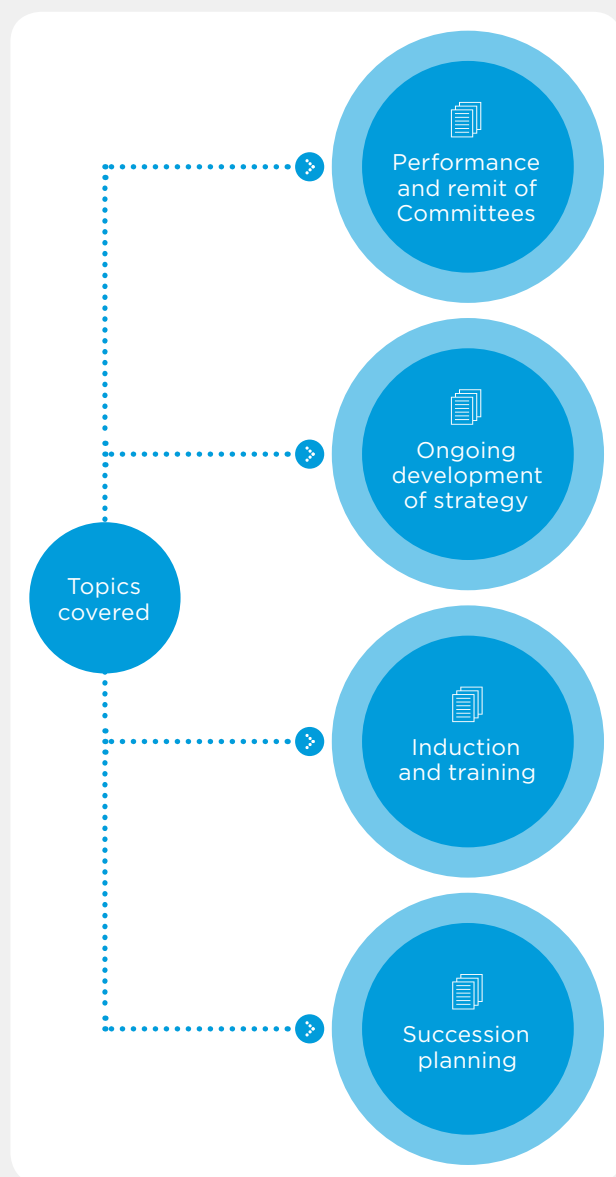 Performance
and remit of
Committees
Ongoing
development
of strategy
Topics
covered
Induction
and training
Succession
planning